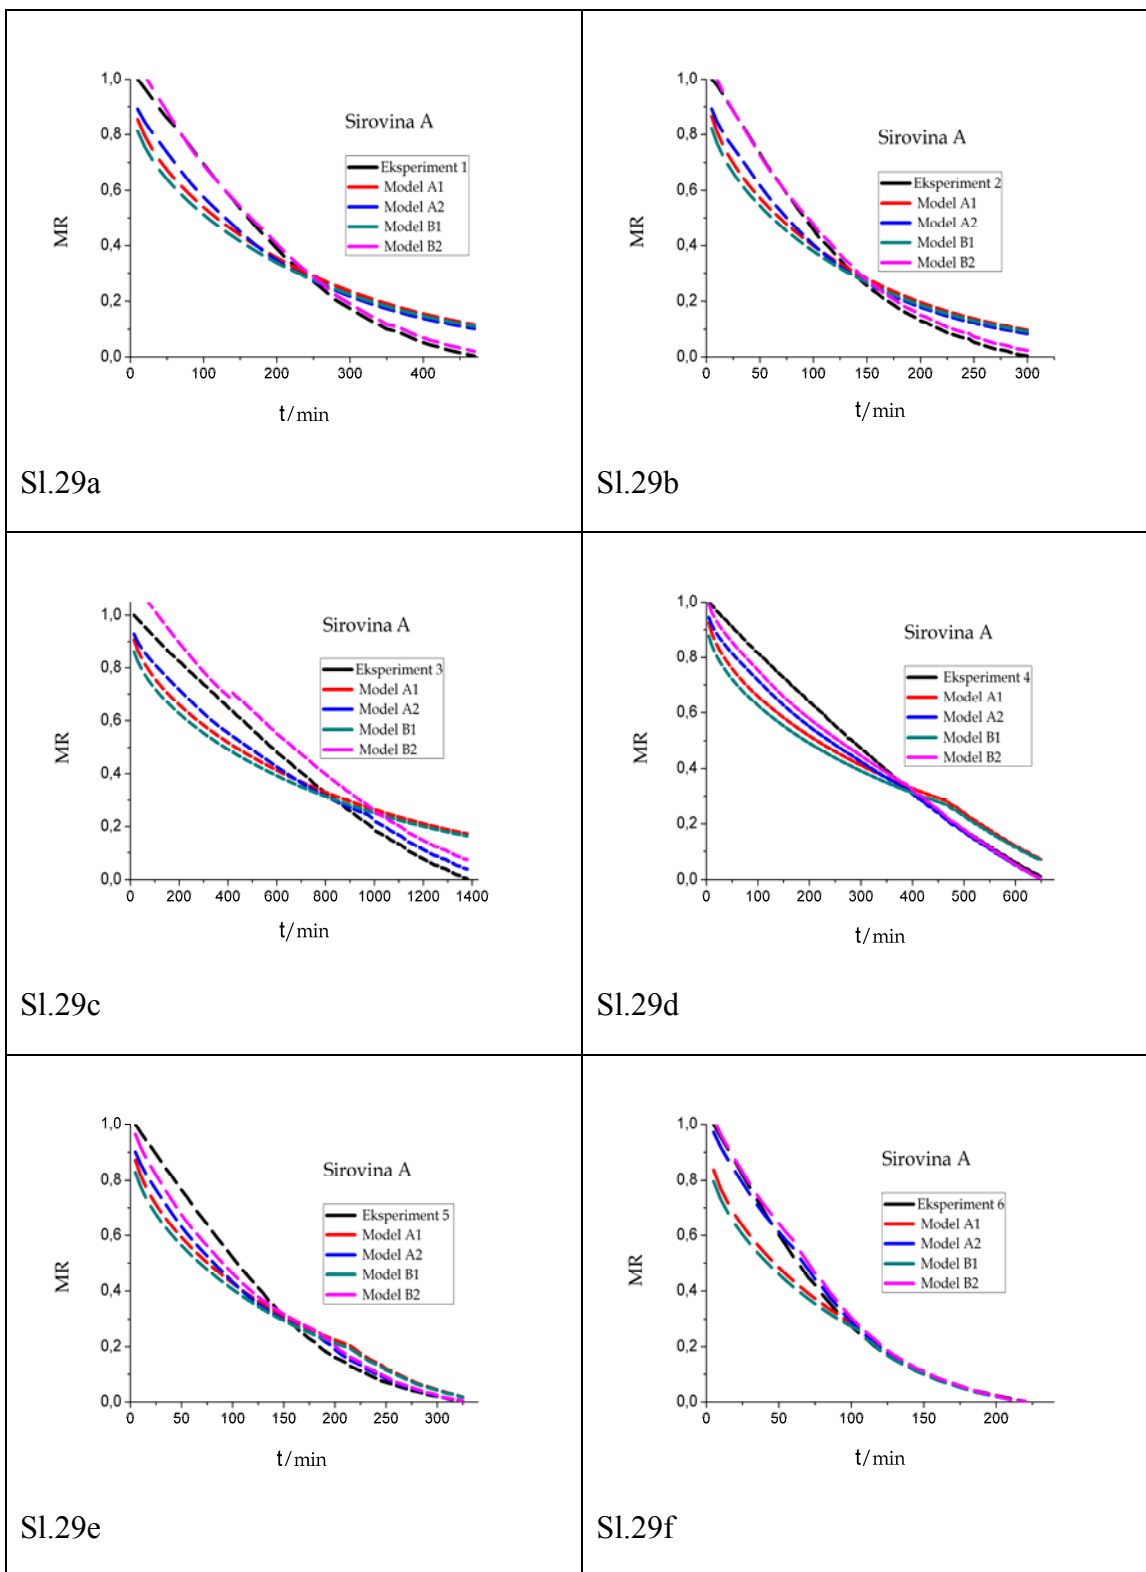 1,0
0,8
0,6
0,4
0,2
0,0
MR
0 100 200 300 400
t/min
Sirovina A
Eksperiment 1
Model A1
Model A2
Model B1
Model B2
Sl.29a
1,0
0,8
0,6
0,4
0,2
0,0
MR
0 50 100 150 200 250 300
t/min
Sirovina A
Eksperiment 2
Model A1
Model A2
Model B1
Model B2
Sl.29b
1,0
0,8
0,6
0,4
0,2
0,0
MR
0 200 400 600 800 1000 1200 1400
t/min
Sirovina A
Eksperiment 3
Model A1
Model A2
Model B1
Model B2
Sl.29c
1,0
0,8
0,6
0,4
0,2
0,0
MR
0 100 200 300 400 500 600
t/min
Sirovina A
Eksperiment 4
Model A1
Model A2
Model B1
Model B2
Sl.29d
1,0
0,8
0,6
0,4
0,2
0,0
MR
0 50 100 150 200 250 300
t/min
Sirovina A
Eksperiment 5
Model A1
Model A2
Model B1
Model B2
Sl.29e
1,0
0,8
0,6
0,4
0,2
0,0
MR
0 50 100 150 200
t/min
Sirovina A
Eksperiment 6
Model A1
Model A2
Model B1
Model B2
Sl.29f